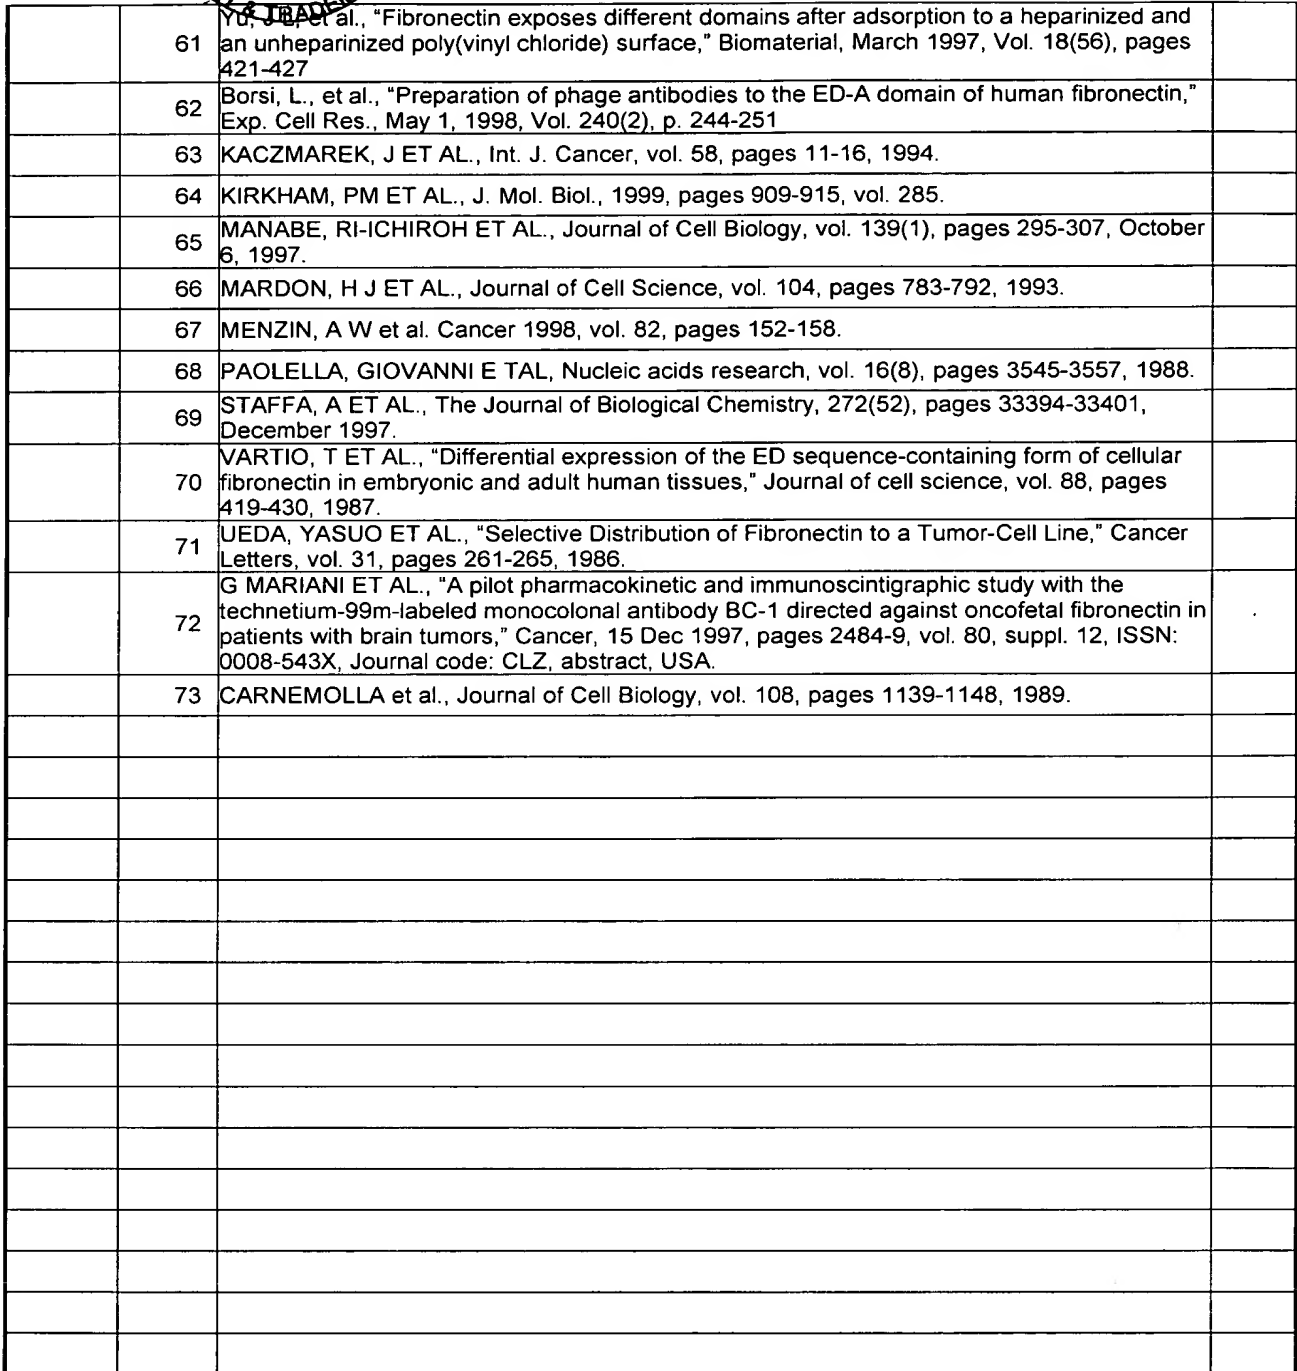 & TRADE
Yu, J. et al., "Fibronectin exposes different domains after adsorption to a heparinized and
61 an unheparinized poly(vinyl chloride) surface," Biomaterial, March 1997, Vol. 18(56), pages
421-427
Borsi, L., et al., "Preparation of phage antibodies to the ED-A domain of human fibronectin,"
62 Exp. Cell Res., May 1, 1998, Vol. 240(2), p. 244-251
63 KACZMAREK, J ET AL., Int. J. Cancer, vol. 58, pages 11-16, 1994.
64 KIRKHAM, PM ET AL., J. Mol. Biol., 1999, pages 909-915, vol. 285.
65 MANABE, RI-ICHIROH ET AL., Journal of Cell Biology, vol. 139(1), pages 295-307, October
6, 1997.
66 MARDON, H J ET AL., Journal of Cell Science, vol. 104, pages 783-792, 1993.
67 MENZIN, A W et al. Cancer 1998, vol. 82, pages 152-158.
68 PAOLELLA, GIOVANNI E TAL, Nucleic acids research, vol. 16(8), pages 3545-3557, 1988.
69 STAFFA, A ET AL., The Journal of Biological Chemistry, 272(52), pages 33394-33401,
December 1997.
VARTIO, T ET AL., "Differential expression of the ED sequence-containing form of cellular
70 fibronectin in embryonic and adult human tissues," Journal of cell science, vol. 88, pages
419-430, 1987.
71 UEDA, YASUO ET AL., "Selective Distribution of Fibronectin to a Tumor-Cell Line," Cancer
Letters, vol. 31, pages 261-265, 1986.
G MARIANI ET AL., "A pilot pharmacokinetic and immunoscintigraphic study with the
technetium-99m-labeled monocolonal antibody BC-1 directed against oncofetal fibronectin in
72 patients with brain tumors," Cancer, 15 Dec 1997, pages 2484-9, vol. 80, suppl. 12, ISSN:
0008-543X, Journal code: CLZ, abstract, USA.
73 CARNEMOLLA et al., Journal of Cell Biology, vol. 108, pages 1139-1148, 1989.